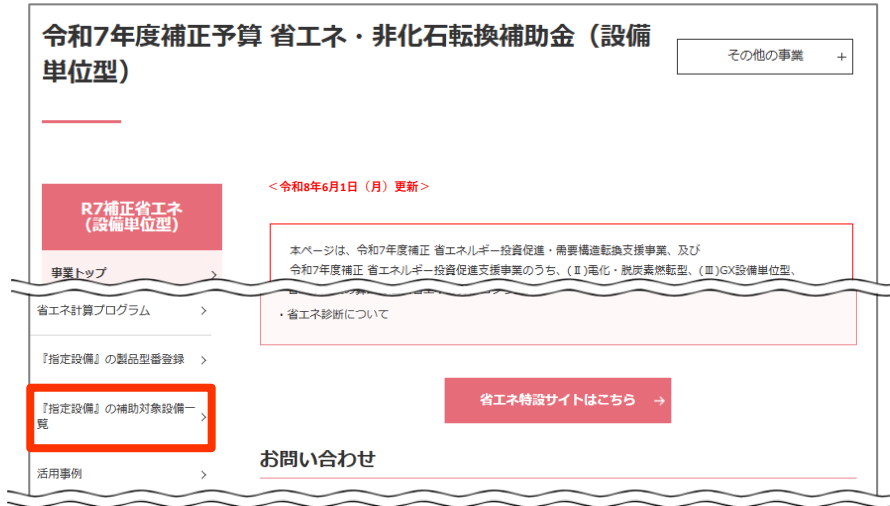 令和7年度補正予算 省エネ・非化石転換補助金（設備
単位型）
その他の事業 ＋
＜令和8年6月1日（月）更新＞
R7補正省エネ
（設備単位型）
事業トップ
本ページは、令和7年度補正 省エネルギー投資促進・需要構造転換支援事業、及び
令和7年度補正 省エネルギー投資促進支援事業のうち、(Ⅱ)電化・脱炭素燃転型、(Ⅲ)GX設備単位型、
省エネ計算プログラム
・省エネ診断について
『指定設備』の製品型番登録
『指定設備』の補助対象設備一
覧
活用事例
省エネ特設サイトはこちら →
お問い合わせ